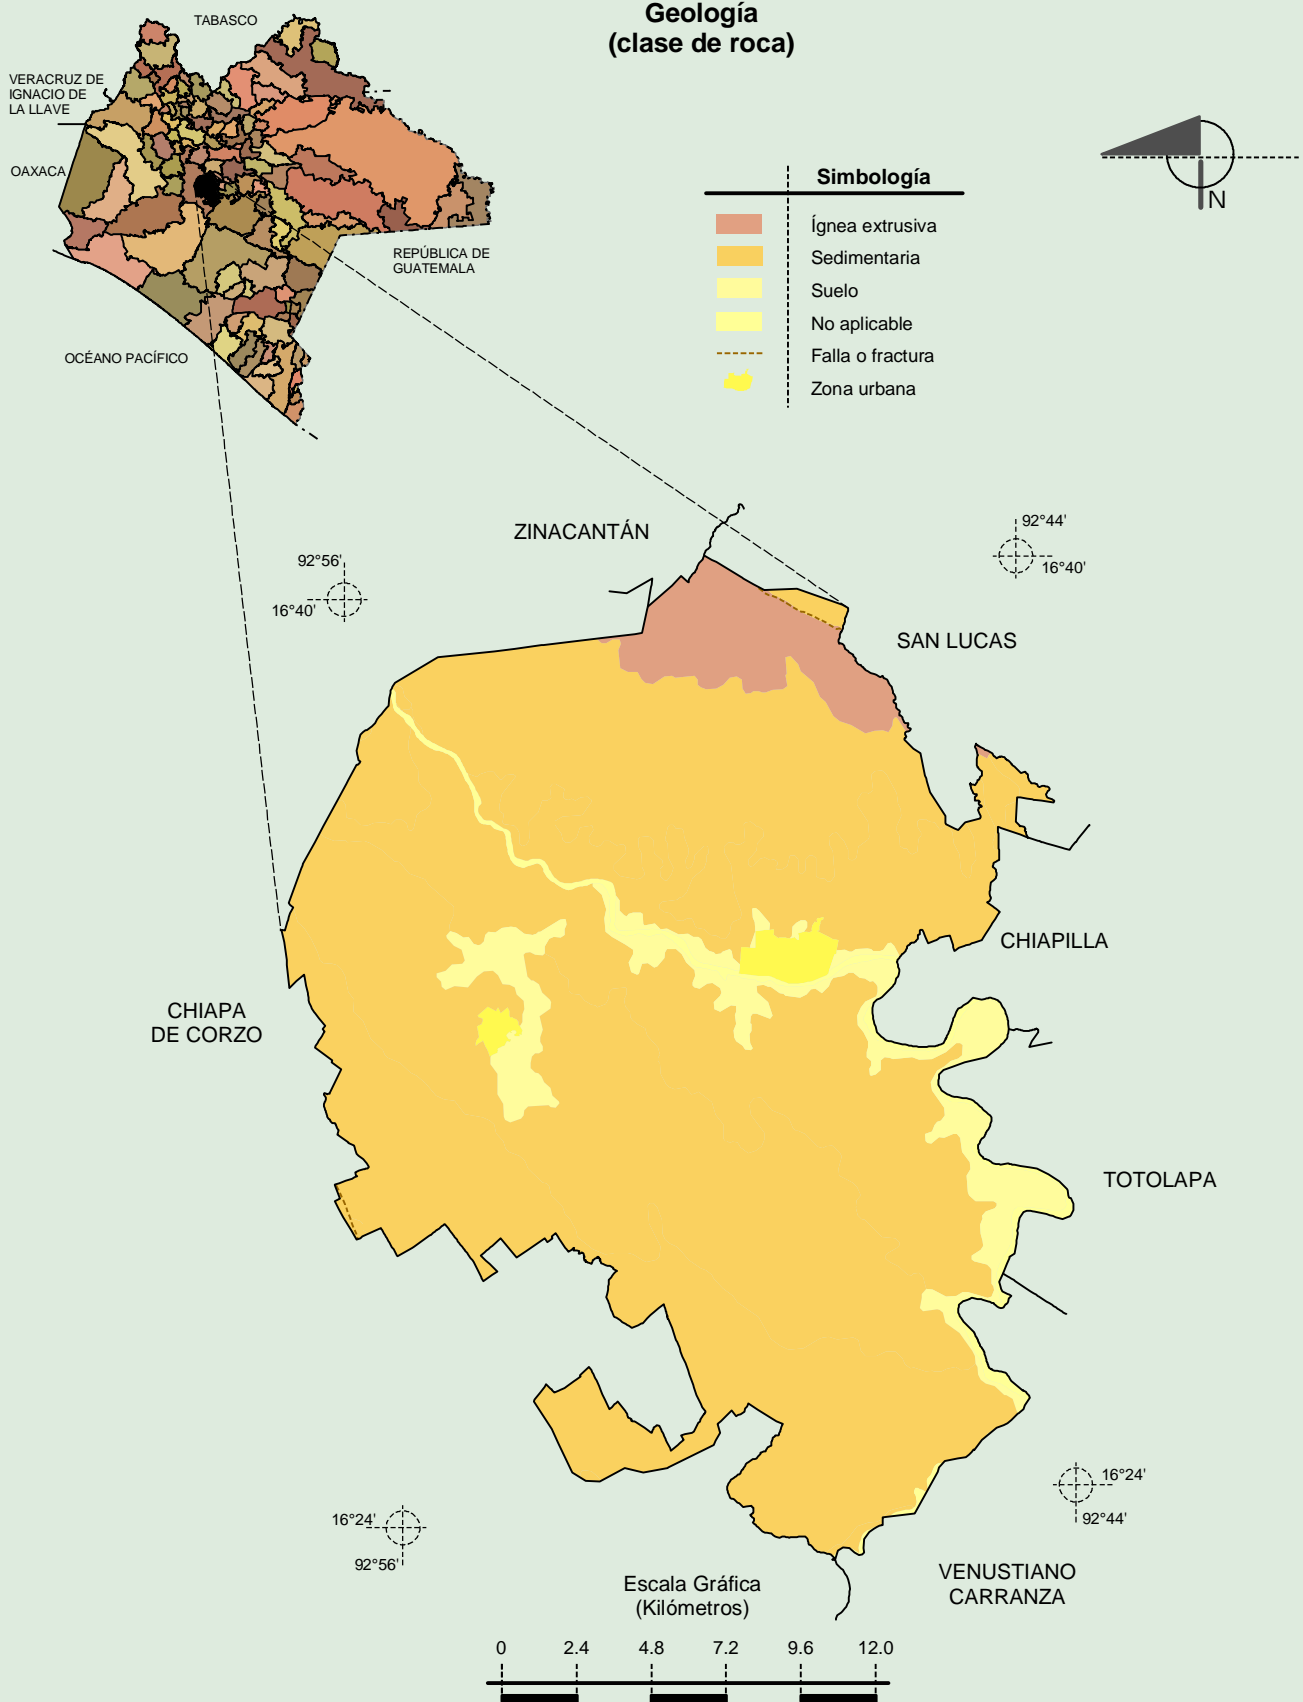 Geología
(clase de roca)
TABASCO
VERACRUZ DE
IGNACIO DE
LA LLAVE
OAXACA
REPÚBLICA DE
GUATEMALA
OCÉANO PACÍFICO
N
Simbología
Ígnea extrusiva
Sedimentaria
Suelo
No aplicable
Falla o fractura
Zona urbana
ZINACANTÁN
92°56'
16°40'
92°44'
16°40'
SAN LUCAS
CHIAPILLA
CHIAPA
DE CORZO
TOTOLAPA
16°24'
92°56'
16°24'
92°44'
VENUSTIANO
CARRANZA
Escala Gráfica
(Kilómetros)
0 2.4 4.8 7.2 9.6 12.0